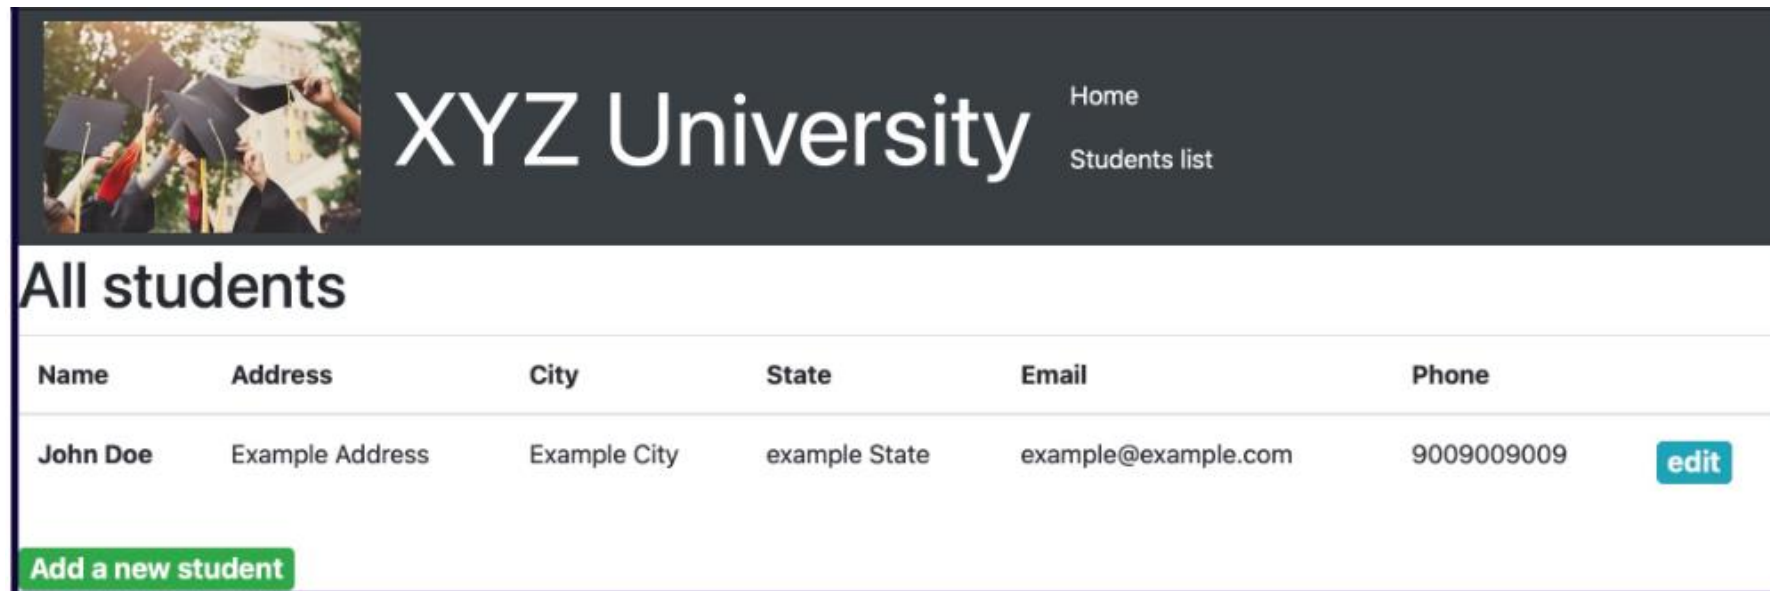 XYZ University
Home
Students list
All students
Name Address City State Email Phone
John Doe Example Address Example City example State example@example.com 9009009009 edit
Add a new student